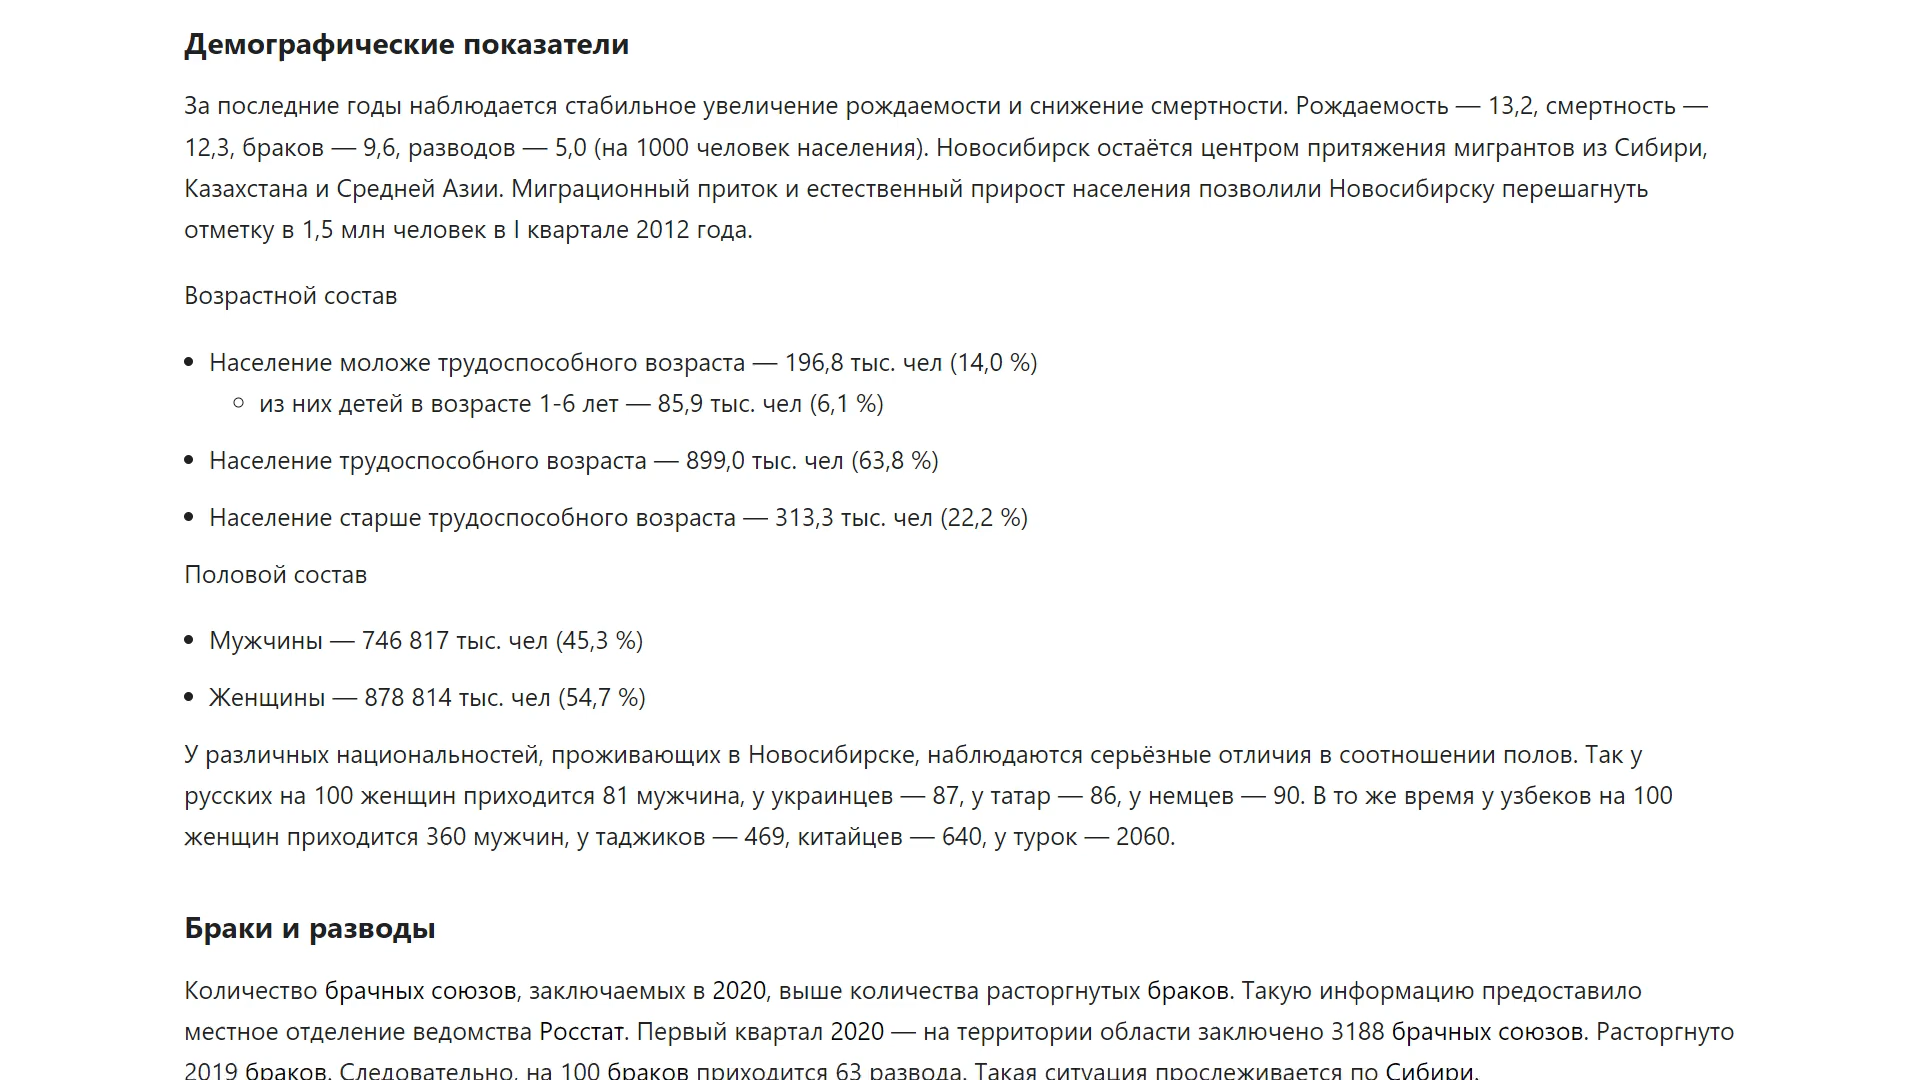 Демографические показатели
За последние годы наблюдается стабильное увеличение рождаемости и снижение смертности. Рождаемость — 13,2, смертность —
12,3, браков — 9,6, разводов — 5,0 (на 1000 человек населения). Новосибирск остаётся центром притяжения мигрантов из Сибири,
Казахстана и Средней Азии. Миграционный приток и естественный прирост населения позволили Новосибирску перешагнуть
отметку в 1,5 млн человек в I квартале 2012 года.
Возрастной состав
• Население моложе трудоспособного возраста — 196,8 тыс. чел (14,0 %)
◦ из них детей в возрасте 1-6 лет — 85,9 тыс. чел (6,1 %)
• Население трудоспособного возраста — 899,0 тыс. чел (63,8 %)
• Население старше трудоспособного возраста — 313,3 тыс. чел (22,2 %)
Половой состав
• Мужчины — 746 817 тыс. чел (45,3 %)
• Женщины — 878 814 тыс. чел (54,7 %)
У различных национальностей, проживающих в Новосибирске, наблюдаются серьёзные отличия в соотношении полов. Так у
русских на 100 женщин приходится 81 мужчина, у украинцев — 87, у татар — 86, у немцев — 90. В то же время у узбеков на 100
женщин приходится 360 мужчин, у таджиков — 469, китайцев — 640, у турок — 2060.
Браки и разводы
Количество брачных союзов, заключаемых в 2020, выше количества расторгнутых браков. Такую информацию предоставило
местное отделение ведомства Росстат. Первый квартал 2020 — на территории области заключено 3188 брачных союзов. Расторгнуто
2019 браков. Следовательно, на 100 браков приходится 63 развода. Такая ситуация прослеживается по Сибири.